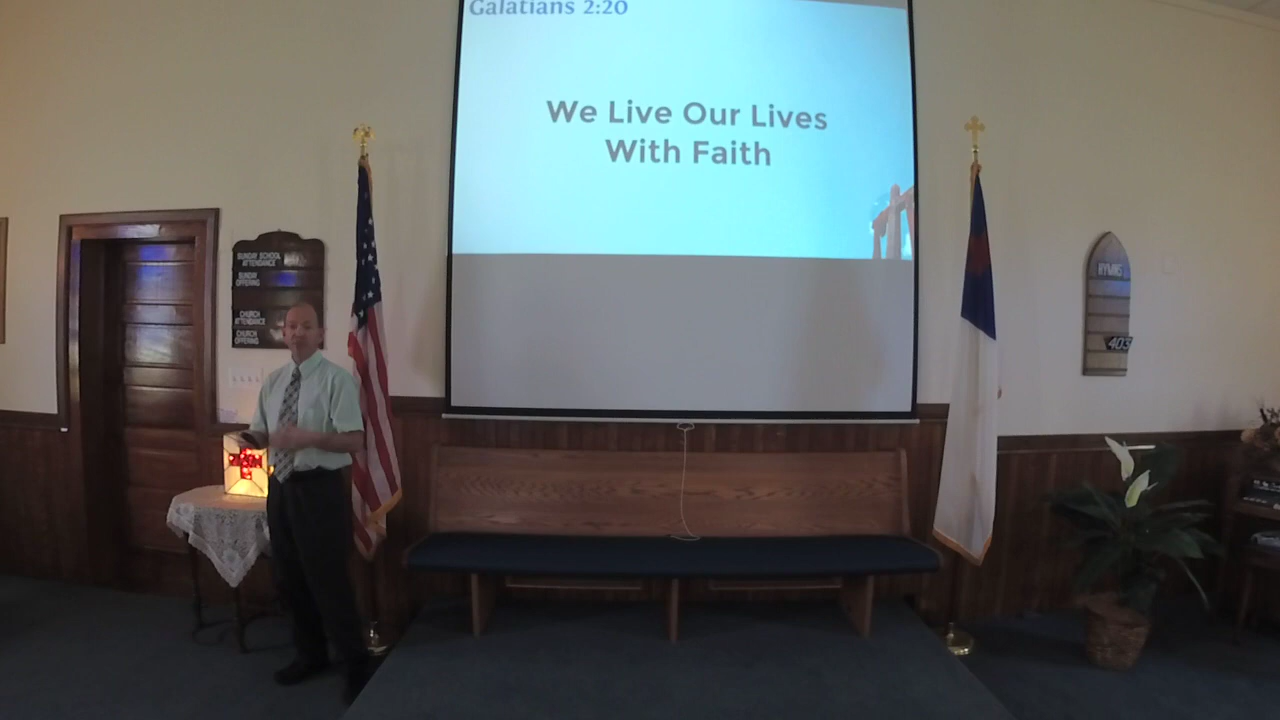 Galatians 2:20
We Live Our Lives
With Faith
SUNDAY SCHOOL
ATTENDANCE
SUNDAY
OFFERING
CHURCH
ATTENDANCE
CHURCH
OFFERING
HYMNS
403